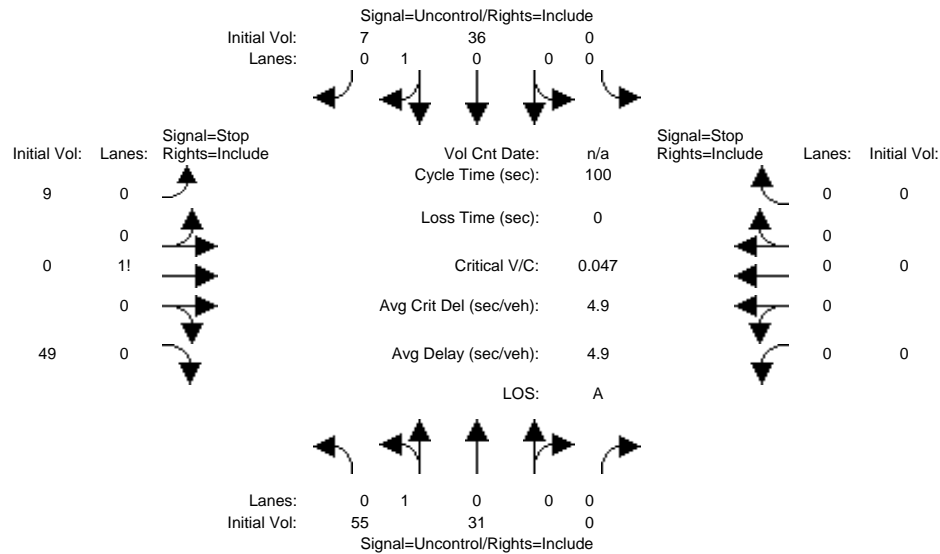 Signal=Uncontrol/Rights=Include
Initial Vol: 7 36 0
Lanes: 0 1 0 0 0
Signal=Stop Signal=Stop
Initial Vol: Lanes: Rights=Include Vol Cnt Date: n/a Rights=Include Lanes: Initial Vol:
Cycle Time (sec): 100
9 0 0 0
Loss Time (sec): 0
0 0
0 1! Critical V/C: 0.047 0 0
0 Avg Crit Del (sec/veh): 4.9 0
49 0 Avg Delay (sec/veh): 4.9 0 0
LOS: A
Lanes: 0 1 0 0 0
Initial Vol: 55 31 0
Signal=Uncontrol/Rights=Include